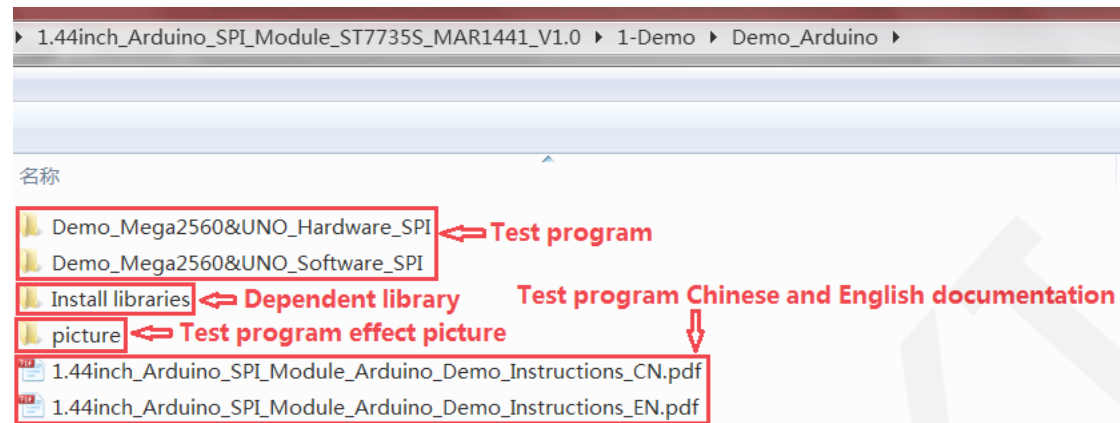 1.44inch_Arduino_SPI_Module_ST7735S_MAR1441_V1.0 ▸ 1-Demo ▸ Demo_Arduino ▸
名称
Demo_Mega2560&UNO_Hardware_SPI
Test program
Demo_Mega2560&UNO_Software_SPI
Install libraries Dependent library
Test program Chinese and English documentation
picture Test program effect picture
1.44inch_Arduino_SPI_Module_Arduino_Demo_Instructions_CN.pdf
1.44inch_Arduino_SPI_Module_Arduino_Demo_Instructions_EN.pdf